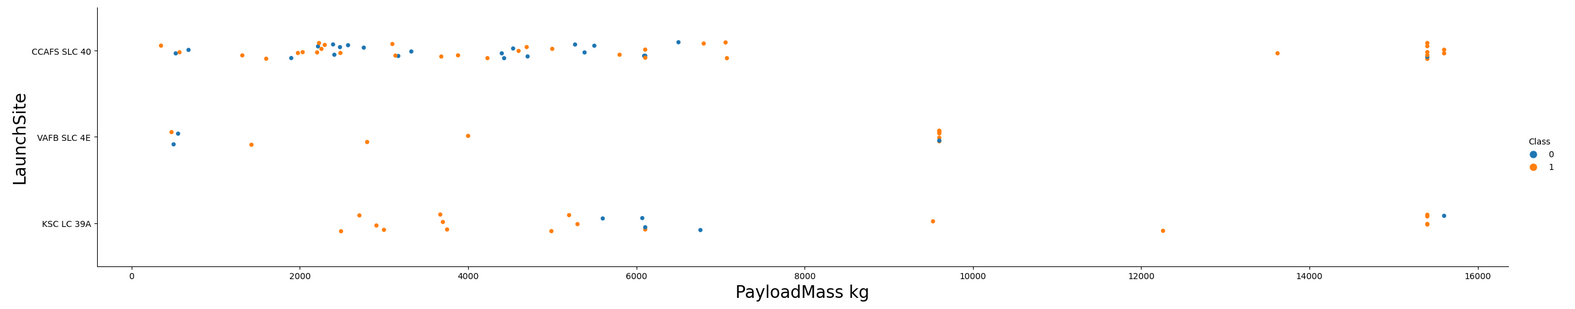 LaunchSite
CCAFS SLC 40
VAFB SLC 4E
KSC LC 39A
0 2000 4000 6000 8000 10000 12000 14000 16000
PayloadMass kg
Class
0
1